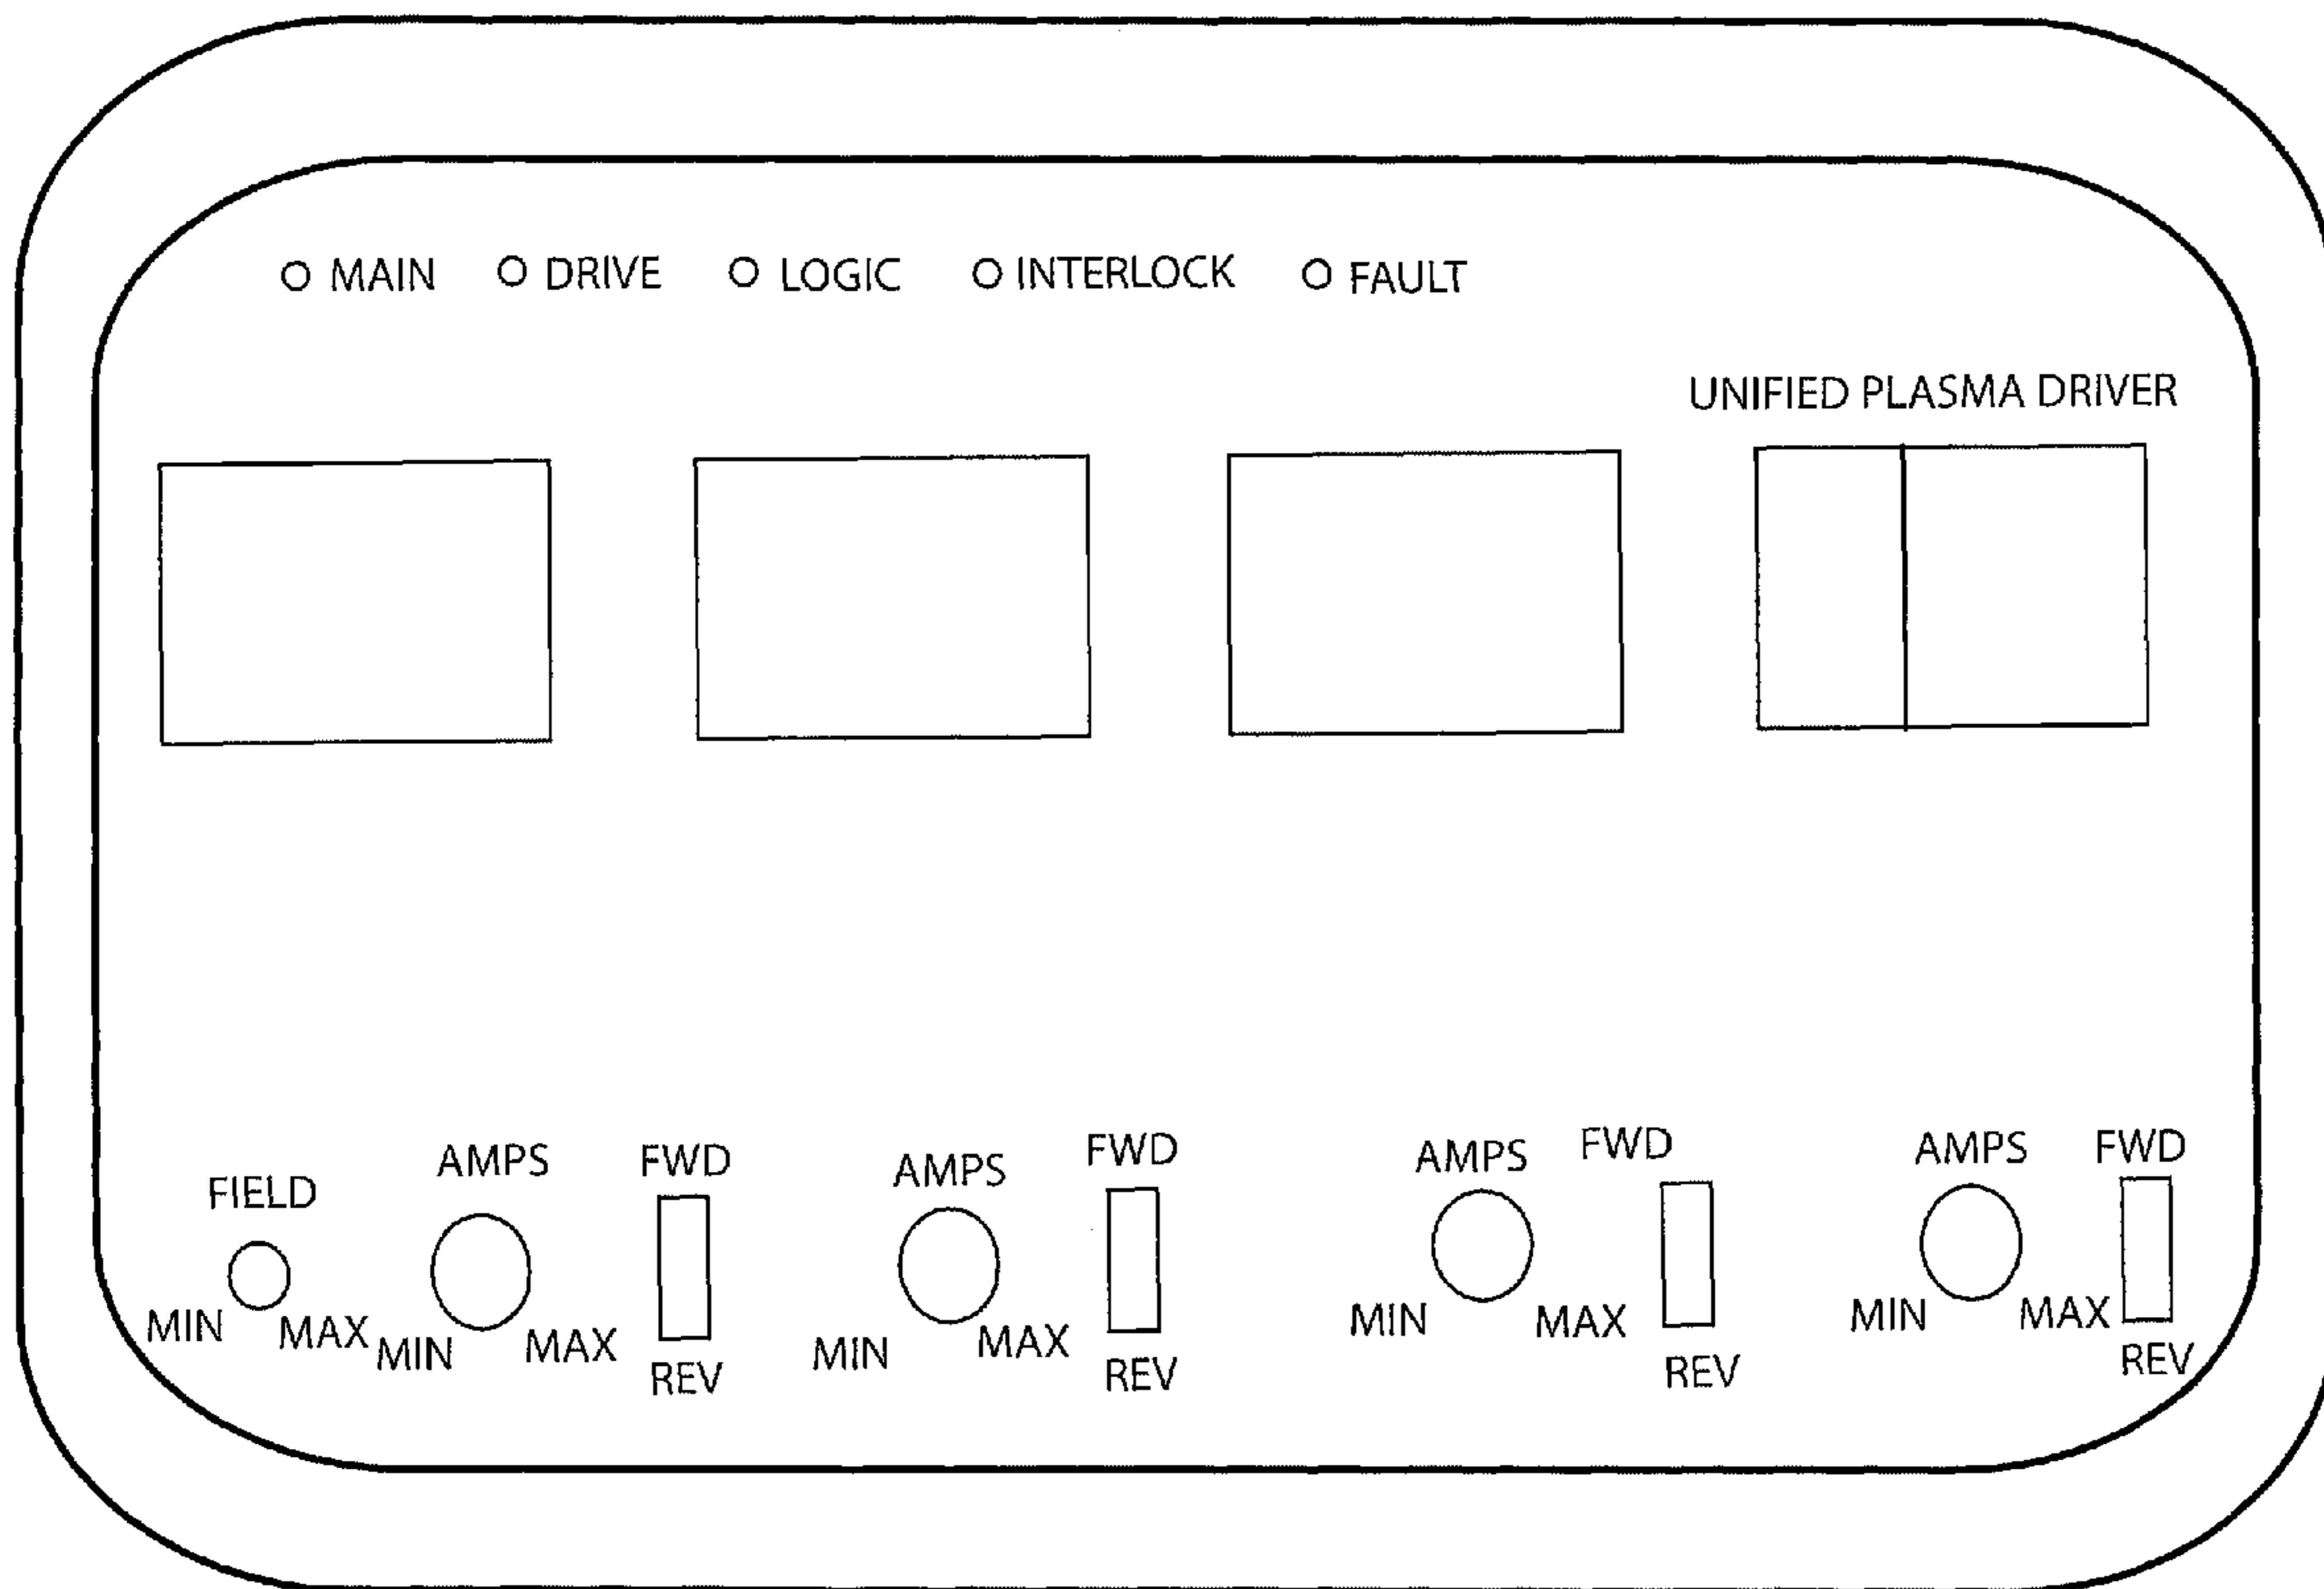 MAIN DRIVE LOGIC INTERLOCK FAULT
UNIFIED PLASMA DRIVER
FIELD AMPS FWD AMPS FWD AMPS FWD AMPS FWD
MIN MAX MIN MAX REV MIN MAX REV MIN MAX REV MIN MAX REV